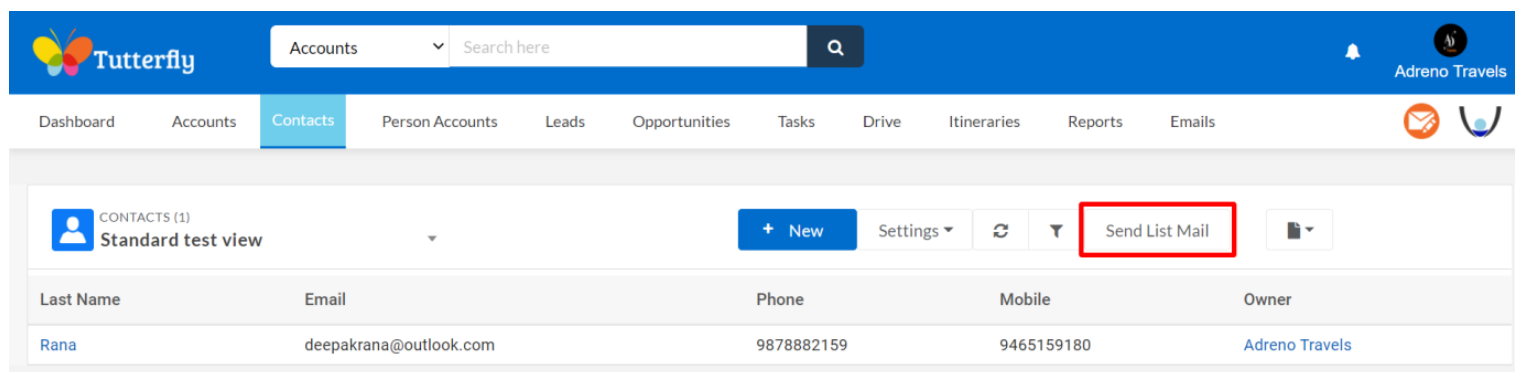 Tutterfly
Accounts Search here
Adreno Travels
Dashboard Accounts Contacts Person Accounts Leads Opportunities Tasks Drive Itineraries Reports Emails
CONTACTS (1)
Standard test view
+ New Settings Send List Mail
Last Name Email Phone Mobile Owner
Rana deepakrana@outlook.com 9878882159 9465159180 Adreno Travels